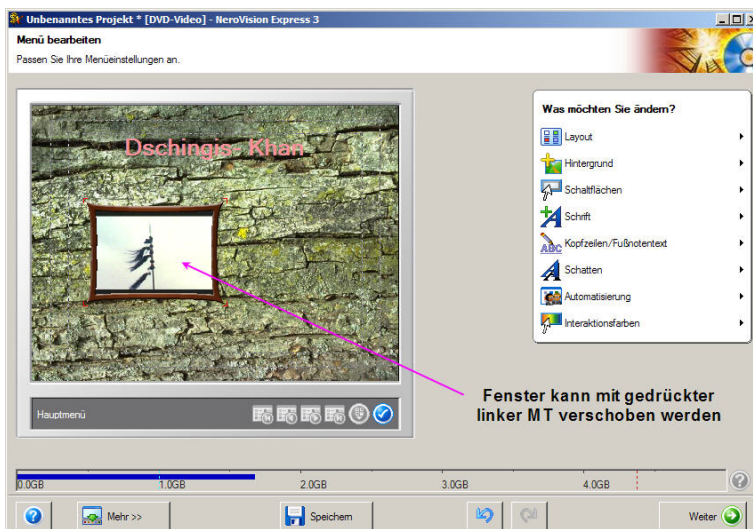 Unbenanntes Projekt * [DVD-Video] - NeroVision Express 3
Menü bearbeiten
Passen Sie Ihre Menüeinstellungen an.
Dschingis- Khan
Was möchten Sie ändern?
Layout
Hintergrund
Schaltflächen
Schrift
Kopfzeilen/Fußnotentext
Schatten
Automatisierung
Interaktionsfarben
Fenster kann mit gedrückter
linker MT verschoben werden
Hauptmenü
0.0GB 1.0GB 2.0GB 3.0GB 4.0GB
Mehr >> Speichern Weiter